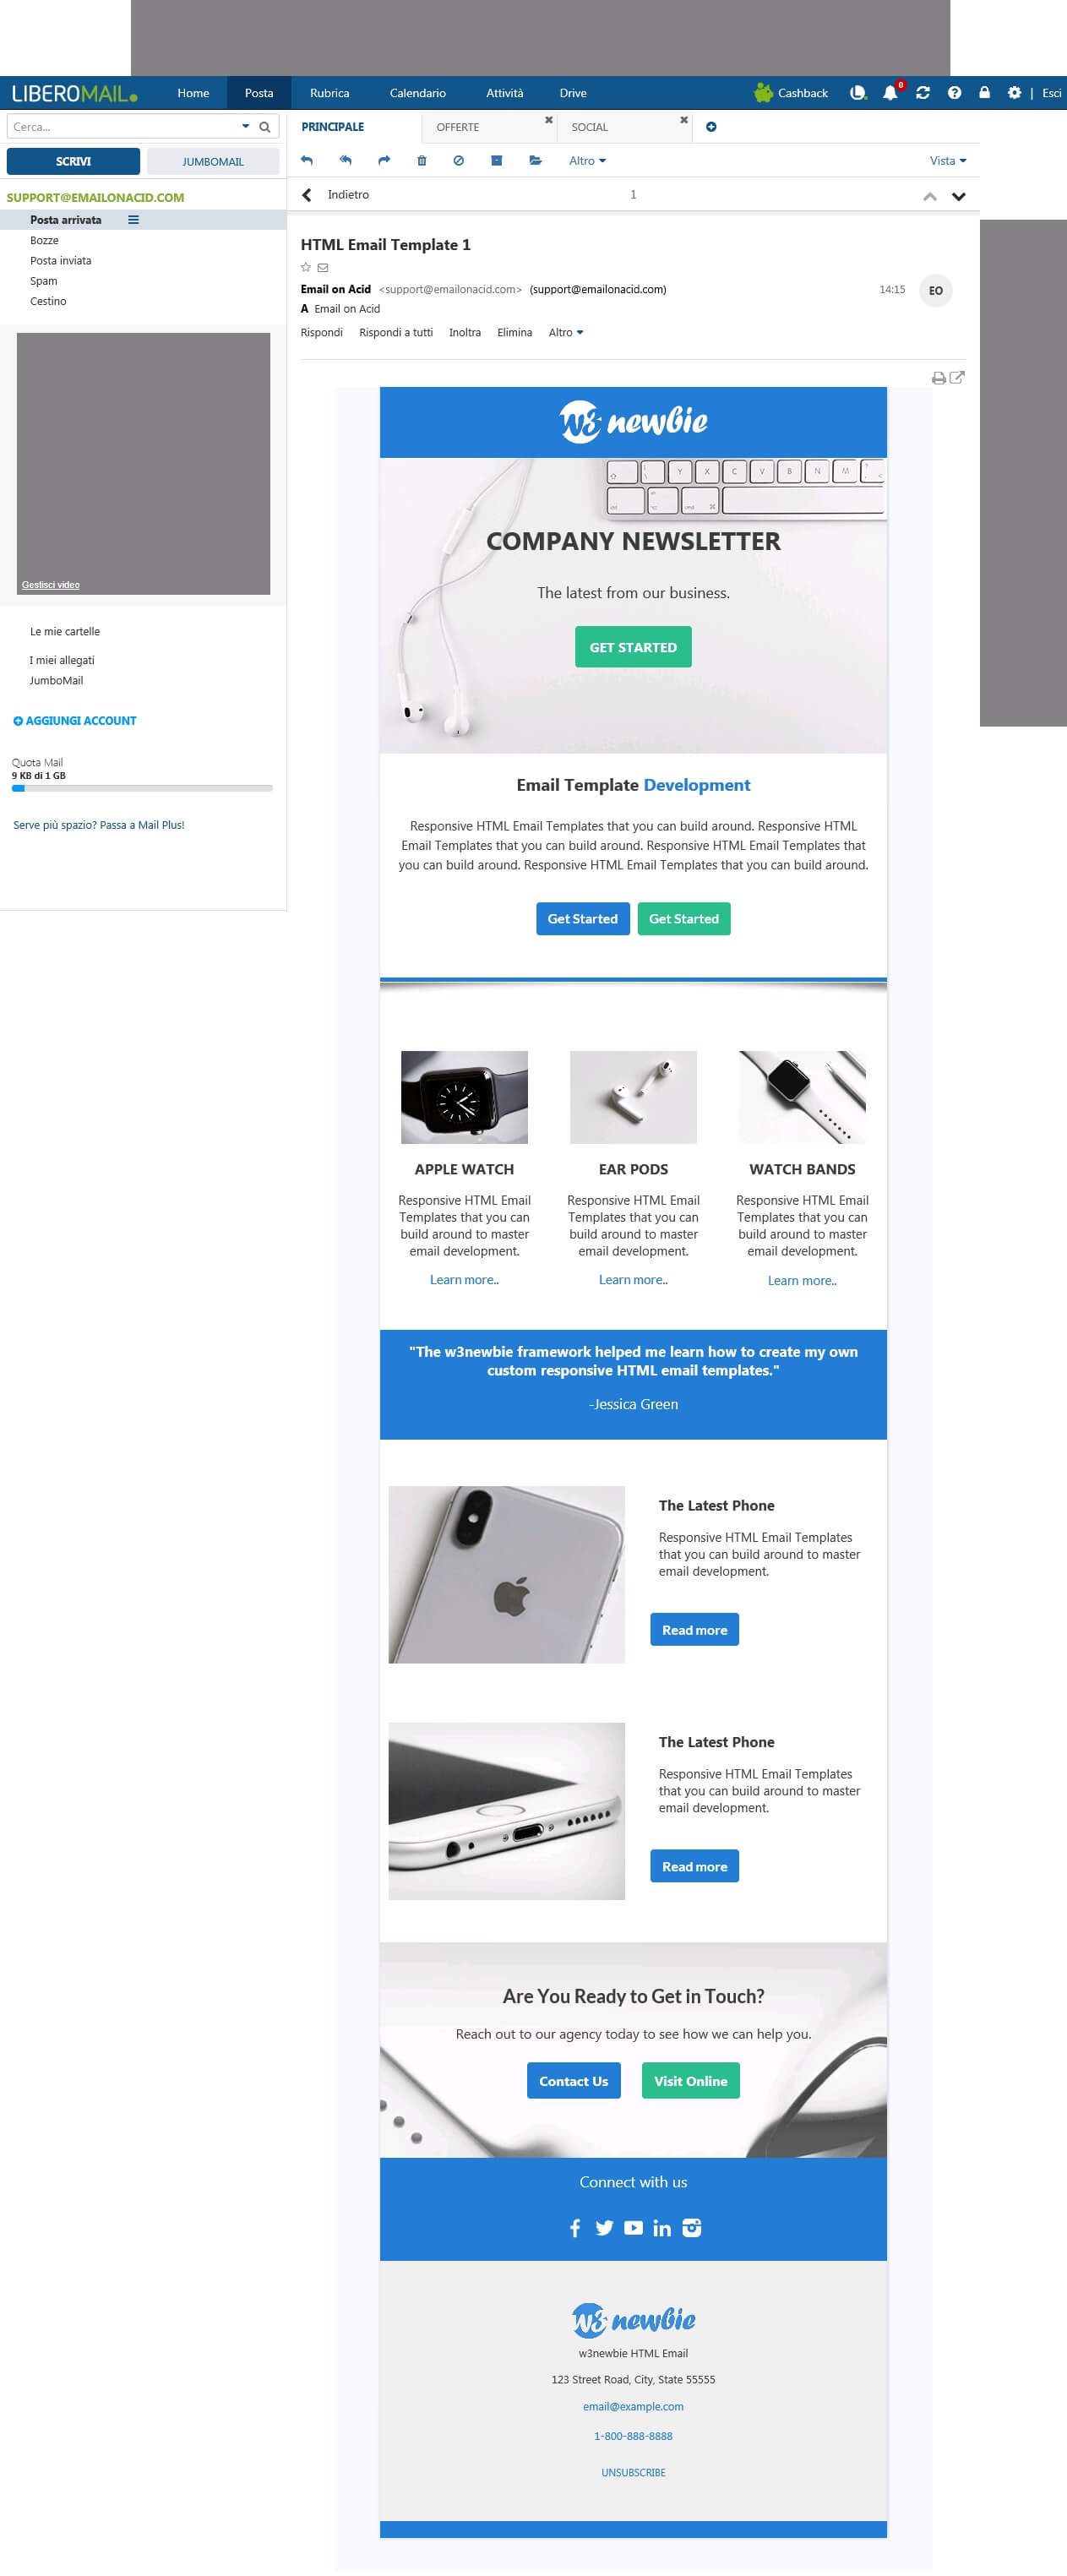 LIBEROMAIL
Home Posta Rubrica Calendario Attività Drive Cashback 0 | Esci
Cerca...
SCRIVI JUMBOMAIL
SUPPORT@EMAILONACID.COM
Posta arrivata
Bozze
Posta inviata
Spam
Cestino
Gestisci video
Le mie cartelle
I miei allegati
JumboMail
AGGIUNGI ACCOUNT
Quota Mail
9 KB di 1 GB
Serve più spazio? Passa a Mail Plus!
PRINCIPALE OFFERTE SOCIAL
Altro Vista
Indietro 1
HTML Email Template 1
Email on Acid <support@emailonacid.com> (support@emailonacid.com) 14:15 EO
A Email on Acid
Rispondi Rispondi a tutti Inoltra Elimina Altro
w3 newbie
Y X C V B N M
COMPANY NEWSLETTER
The latest from our business.
GET STARTED
Email Template Development
Responsive HTML Email Templates that you can build around. Responsive HTML
Email Templates that you can build around. Responsive HTML Email Templates that
you can build around. Responsive HTML Email Templates that you can build around.
Get Started Get Started
APPLE WATCH
Responsive HTML Email
Templates that you can
build around to master
email development.
Learn more..
EAR PODS
Responsive HTML Email
Templates that you can
build around to master
email development.
Learn more..
WATCH BANDS
Responsive HTML Email
Templates that you can
build around to master
email development.
Learn more..
"The w3newbie framework helped me learn how to create my own
custom responsive HTML email templates."
-Jessica Green
The Latest Phone
Responsive HTML Email Templates
that you can build around to master
email development.
Read more
The Latest Phone
Responsive HTML Email Templates
that you can build around to master
email development.
Read more
Are You Ready to Get in Touch?
Reach out to our agency today to see how we can help you.
Contact Us Visit Online
Connect with us
w3 newbie
w3newbie HTML Email
123 Street Road, City, State 55555
email@example.com
1-800-888-8888
UNSUBSCRIBE